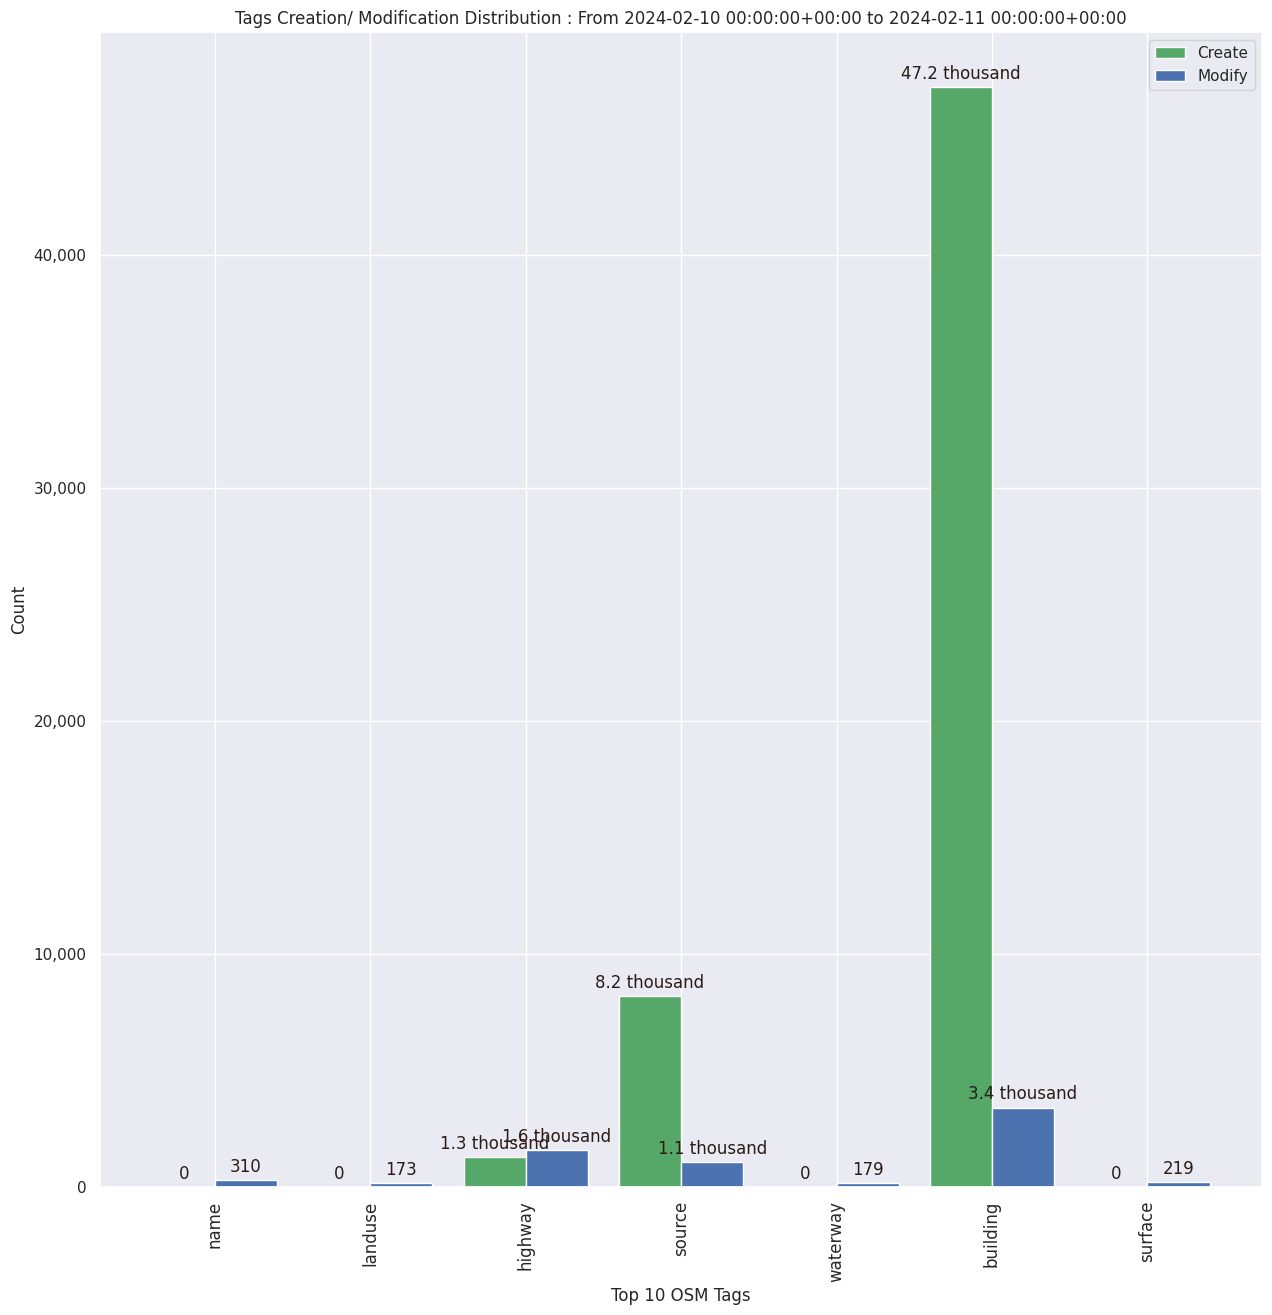 Tags Creation/ Modification Distribution : From 2024-02-10 00:00:00+00:00 to 2024-02-11 00:00:00+00:00
Create
Modify
47.2 thousand
40,000
30,000
Count
20,000
10,000
8.2 thousand
3.4 thousand
1.3 thousand
1.6 thousand
1.1 thousand
0
310
0
173
0
179
0
219
0
name
landuse
highway
source
waterway
building
surface
Top 10 OSM Tags